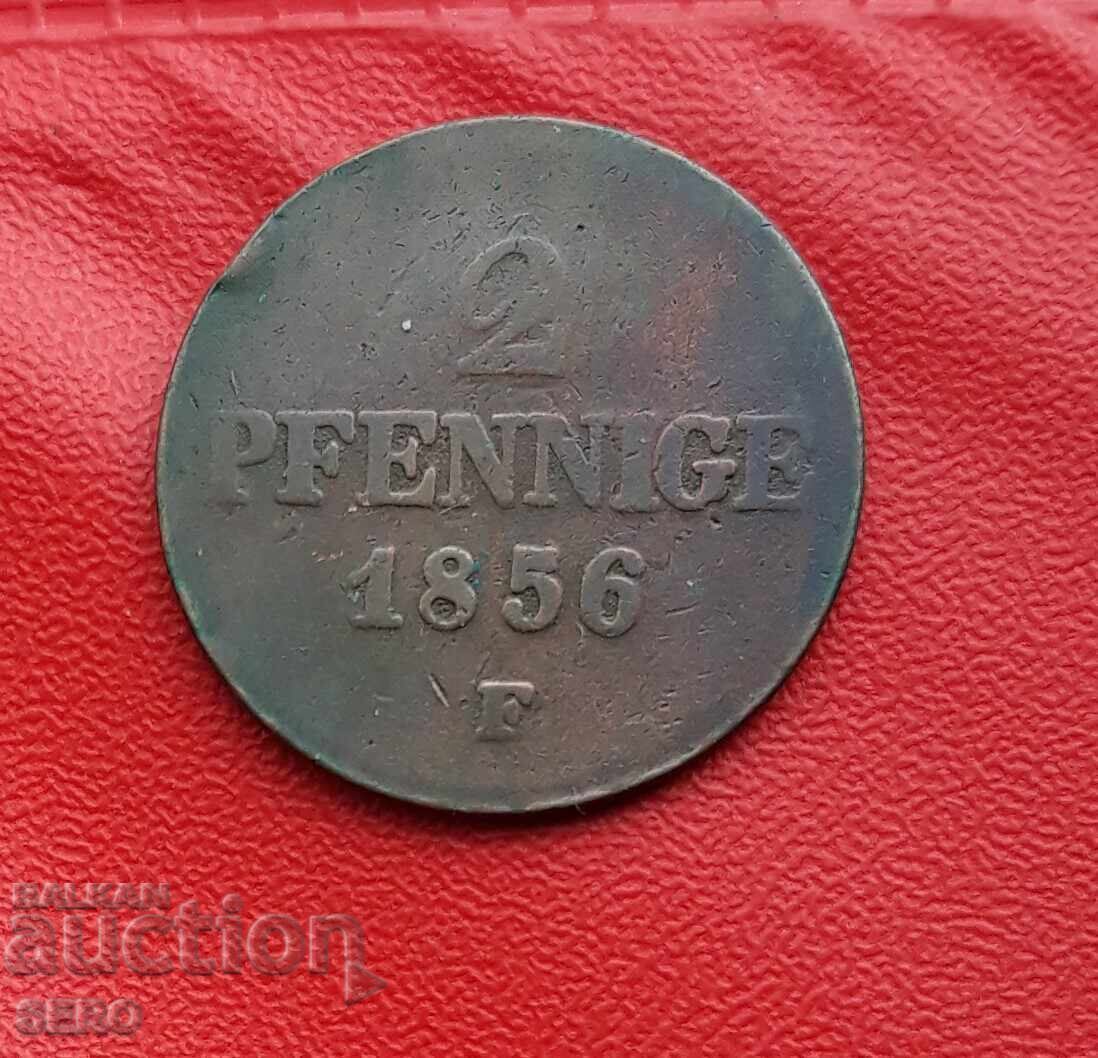 2
PFENNIGE
1856
F
BALKAN
auction
SERO